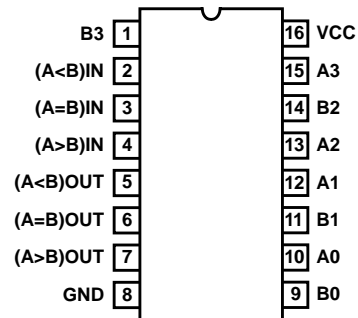 B3 1 16 VCC
(A<B)IN 2 15 A3
(A=B)IN 3 14 B2
(A>B)IN 4 13 A2
(A<B)OUT 5 12 A1
(A=B)OUT 6 11 B1
(A>B)OUT 7 10 A0
GND 8 9 B0